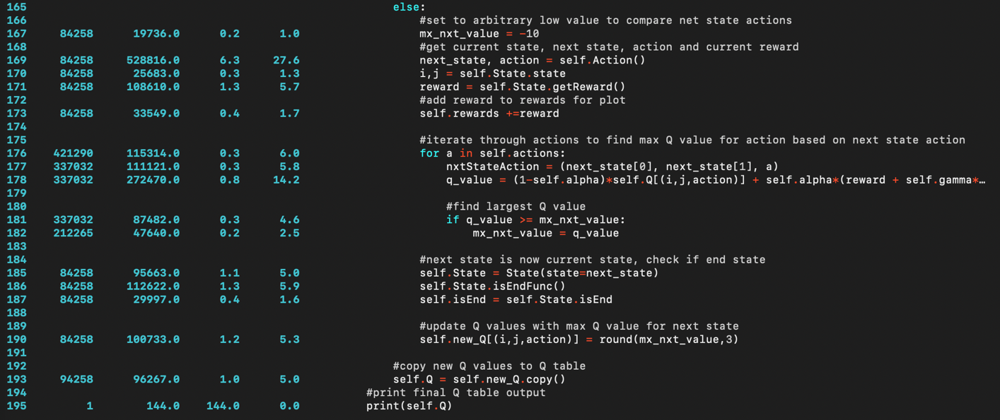 165 else:
166 #set to arbitrary low value to compare net state actions
167 84258 19736.0 0.2 1.0 mx_nxt_value = -10
168 #get current state, next state, action and current reward
169 84258 528816.0 6.3 27.6 next_state, action = self.Action()
170 84258 25683.0 0.3 1.3 i,j = self.State.state
171 84258 108610.0 1.3 5.7 reward = self.State.getReward()
172 #add reward to rewards for plot
173 84258 33549.0 0.4 1.7 self.rewards +=reward
174
175 #iterate through actions to find max Q value for action based on next state action
176 421290 115314.0 0.3 6.0 for a in self.actions:
177 337032 111121.0 0.3 5.8 nxtStateAction = (next_state[0], next_state[1], a)
178 337032 272470.0 0.8 14.2 q_value = (1-self.alpha)*self.Q[(i,j,action)] + self.alpha*(reward + self.gamma*…
179
180 #find largest Q value
181 337032 87482.0 0.3 4.6 if q_value >= mx_nxt_value:
182 212265 47640.0 0.2 2.5 mx_nxt_value = q_value
183
184 #next state is now current state, check if end state
185 84258 95663.0 1.1 5.0 self.State = State(state=next_state)
186 84258 112622.0 1.3 5.9 self.State.isEndFunc()
187 84258 29997.0 0.4 1.6 self.isEnd = self.State.isEnd
188
189 #update Q values with max Q value for next state
190 84258 100733.0 1.2 5.3 self.new_Q[(i,j,action)] = round(mx_nxt_value,3)
191
192 #copy new Q values to Q table
193 94258 96267.0 1.0 5.0 self.Q = self.new_Q.copy()
194 #print final Q table output
195 1 144.0 144.0 0.0 print(self.Q)